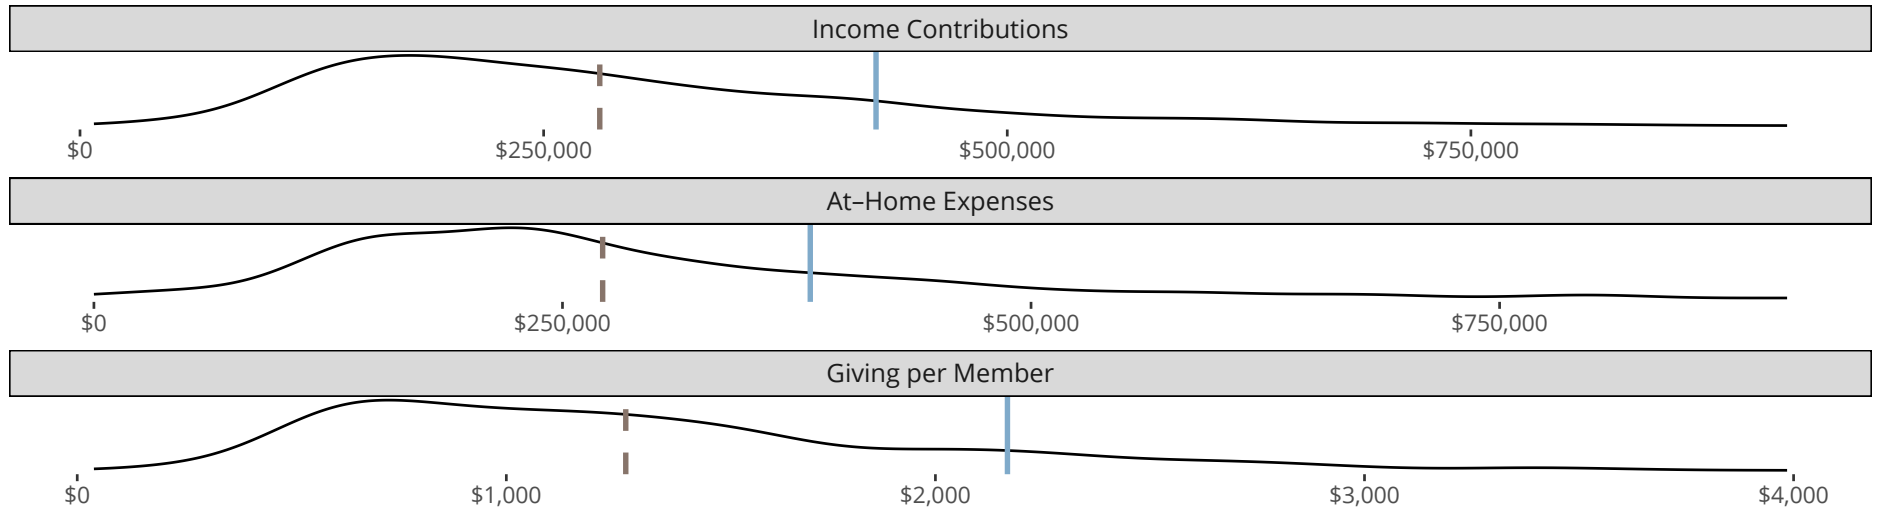 Income Contributions
$0 $250,000 $500,000 $750,000
At–Home Expenses
$0 $250,000 $500,000 $750,000
Giving per Member
$0 $1,000 $2,000 $3,000 $4,000